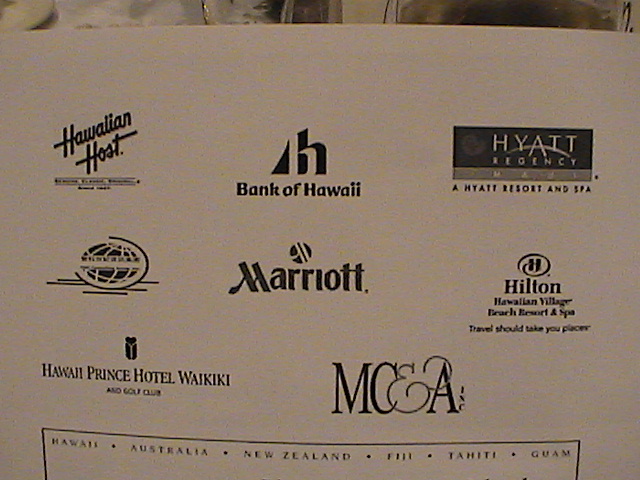 Hawaiian
Host.
HYATT
REGENCY
MAUI
A HYATT RESORT AND SPA
Bank of Hawaii
Marriott.
H
Hilton
Hawaiian Village
Beach Resort & Spa
Travel should take you places
HAWAII PRINCE HOTEL WAIKIKI
AND GOLF CLUB
MC&A INC
HAWAII • AUSTRALIA • NEW ZEALAND • FIJI • TAHITI • GUAM